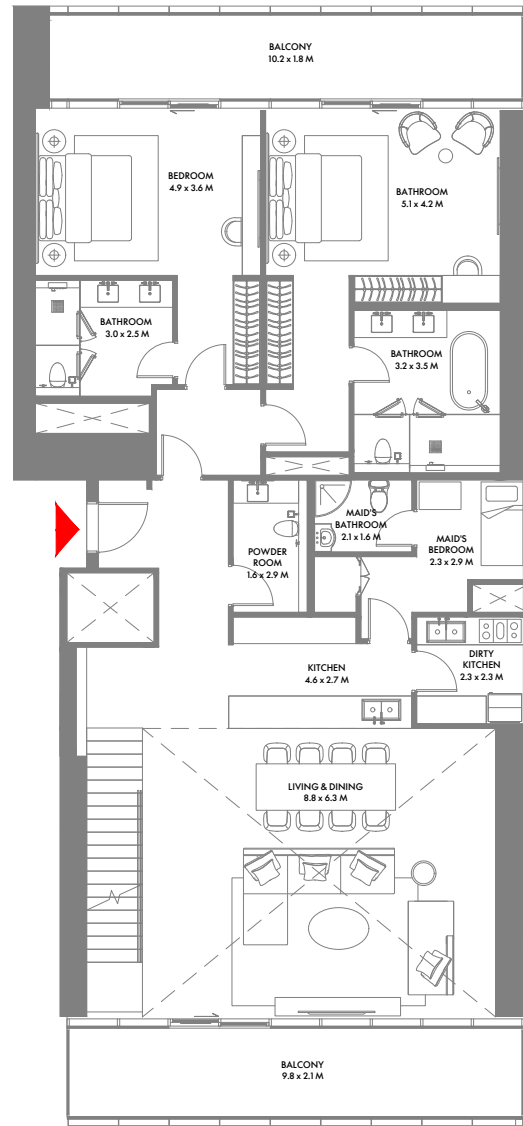 BALCONY
10.2 x 1.8 M
BEDROOM
4.9 x 3.6 M
BATHROOM
5.1 x 4.2 M
BATHROOM
3.0 x 2.5 M
BATHROOM
3.2 x 3.5 M
MAID'S
BATHROOM
2.1 x 1.6 M
MAID'S
BEDROOM
2.3 x 2.9 M
POWDER
ROOM
1.6 x 2.9 M
KITCHEN
4.6 x 2.7 M
DIRTY
KITCHEN
2.3 x 2.3 M
LIVING & DINING
8.8 x 6.3 M
BALCONY
9.8 x 2.1 M